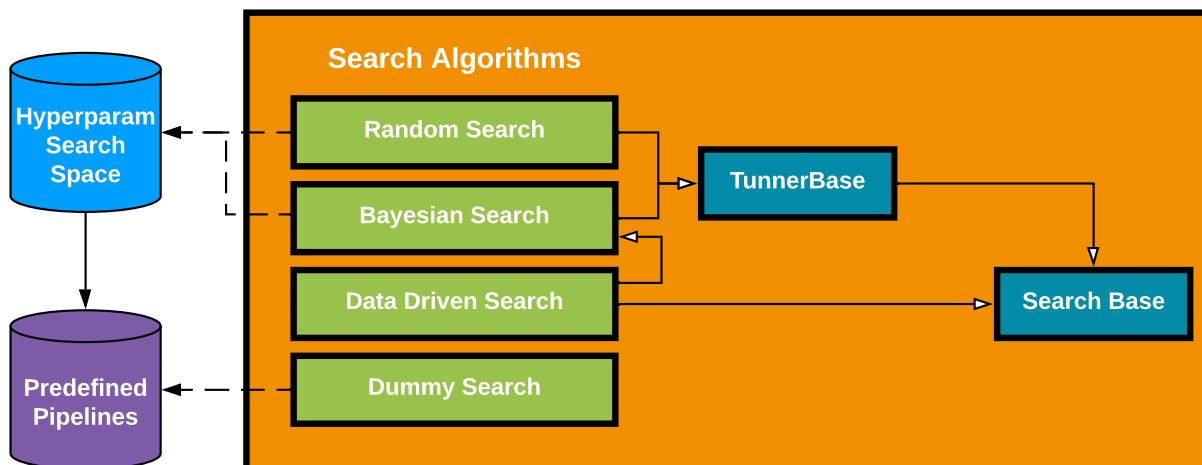 Search Algorithms
Hyperparam
Search
Space
Random Search
TunnerBase
Bayesian Search
Data Driven Search
Search Base
Predefined
Pipelines
Dummy Search